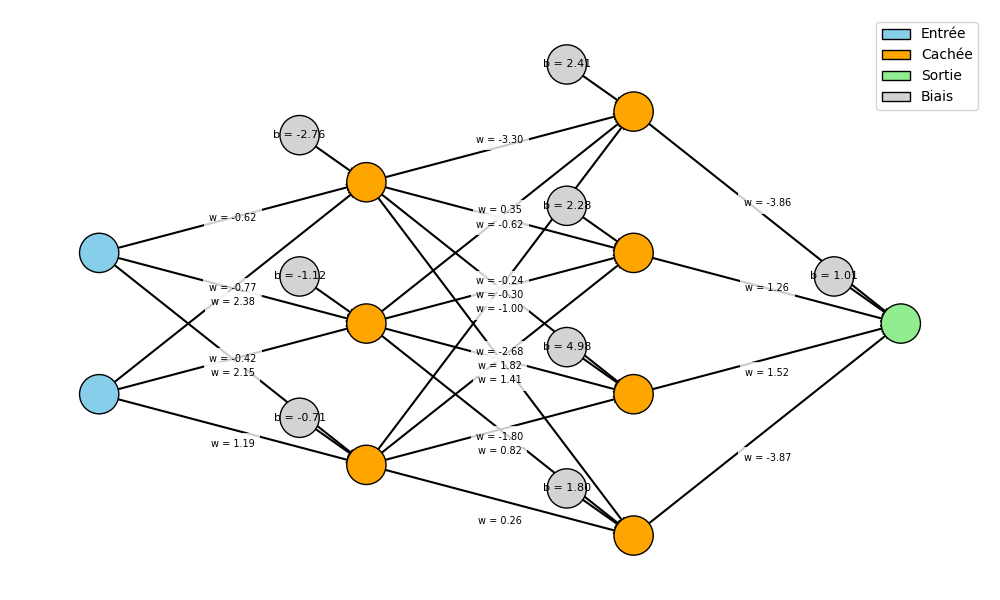 Entrée
Cachée
Sortie
Biais
b = 2.41
b = -2.76
w = -3.30
w = -3.86
b = 2.28
w = 0.35
w = -0.62
w = -0.62
b = -1.12
b = 1.01
w = -0.24
w = -0.77
w = 1.26
w = -0.30
w = 2.38
w = -1.00
b = 4.98
w = -2.68
w = -0.42
w = 1.82
w = 2.15
w = 1.52
w = 1.41
b = -0.71
w = -1.80
w = 1.19
w = 0.82
w = -3.87
b = 1.80
w = 0.26